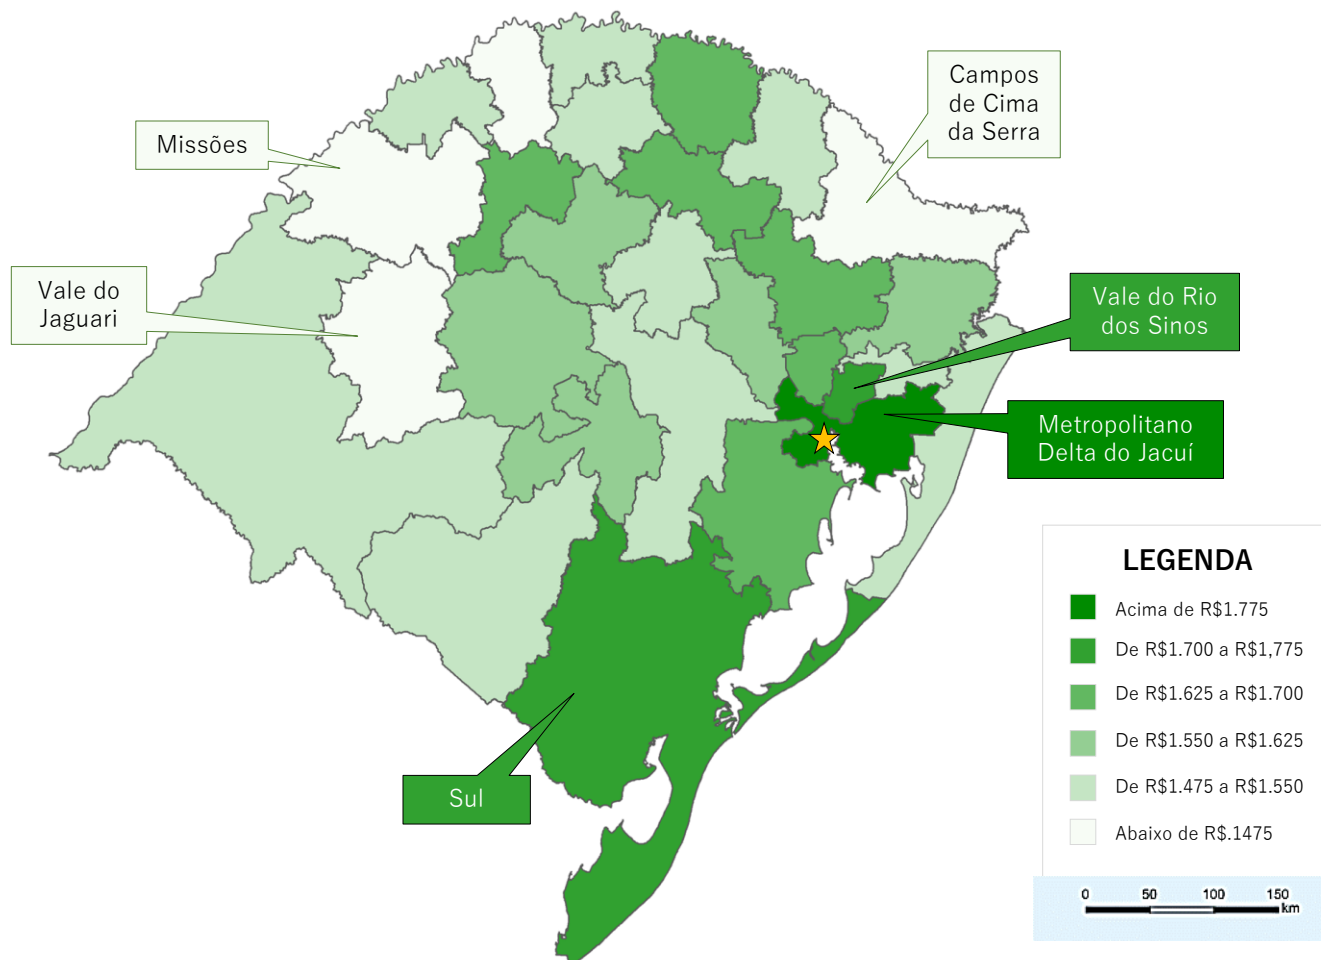 Campos
de Cima
da Serra
Missões
Vale do
Jaguari
Vale do Rio
dos Sinos
Metropolitano
Delta do Jacuí
Sul
LEGENDA
Acima de R$1.775
De R$1.700 a R$1,775
De R$1.625 a R$1.700
De R$1.550 a R$1.625
De R$1.475 a R$1.550
Abaixo de R$.1475
0 50 100 150
km